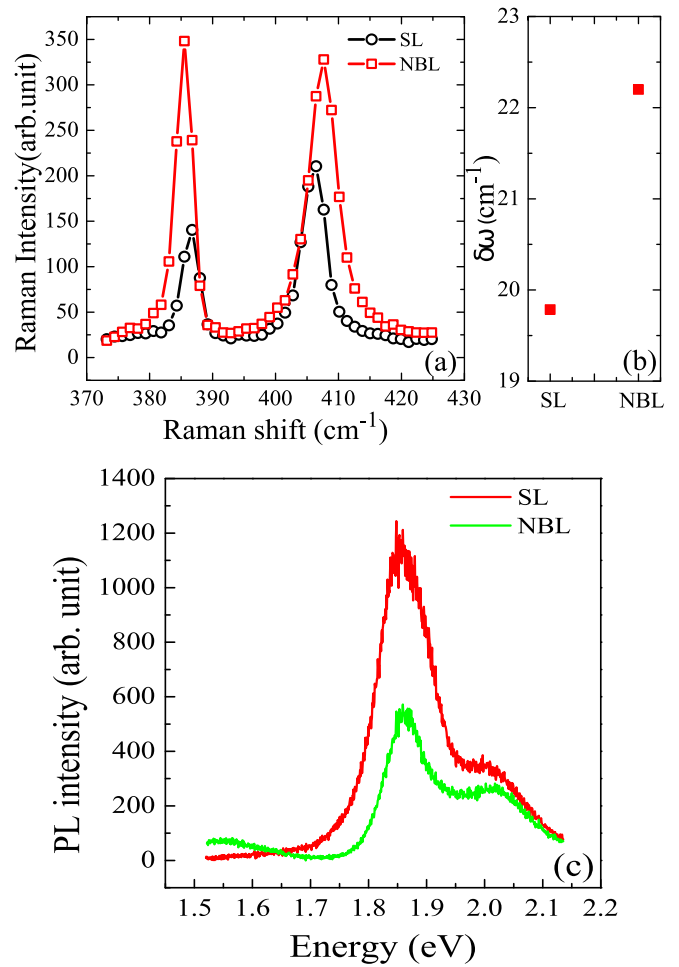 350
300
250
200
150
100
50
0
Raman Intensity(arb.unit)
SL
NBL
(a)
373 380 390 400 410 420 430
Raman shift (cm-1)
23
22
21
20
19
δω(cm-1)
(b)
SL NBL
1400
1200
1000
800
600
400
200
0
PL intensity (arb. unit)
SL
NBL
(c)
1.5 1.6 1.7 1.8 1.9 2.0 2.1 2.2
Energy (eV)